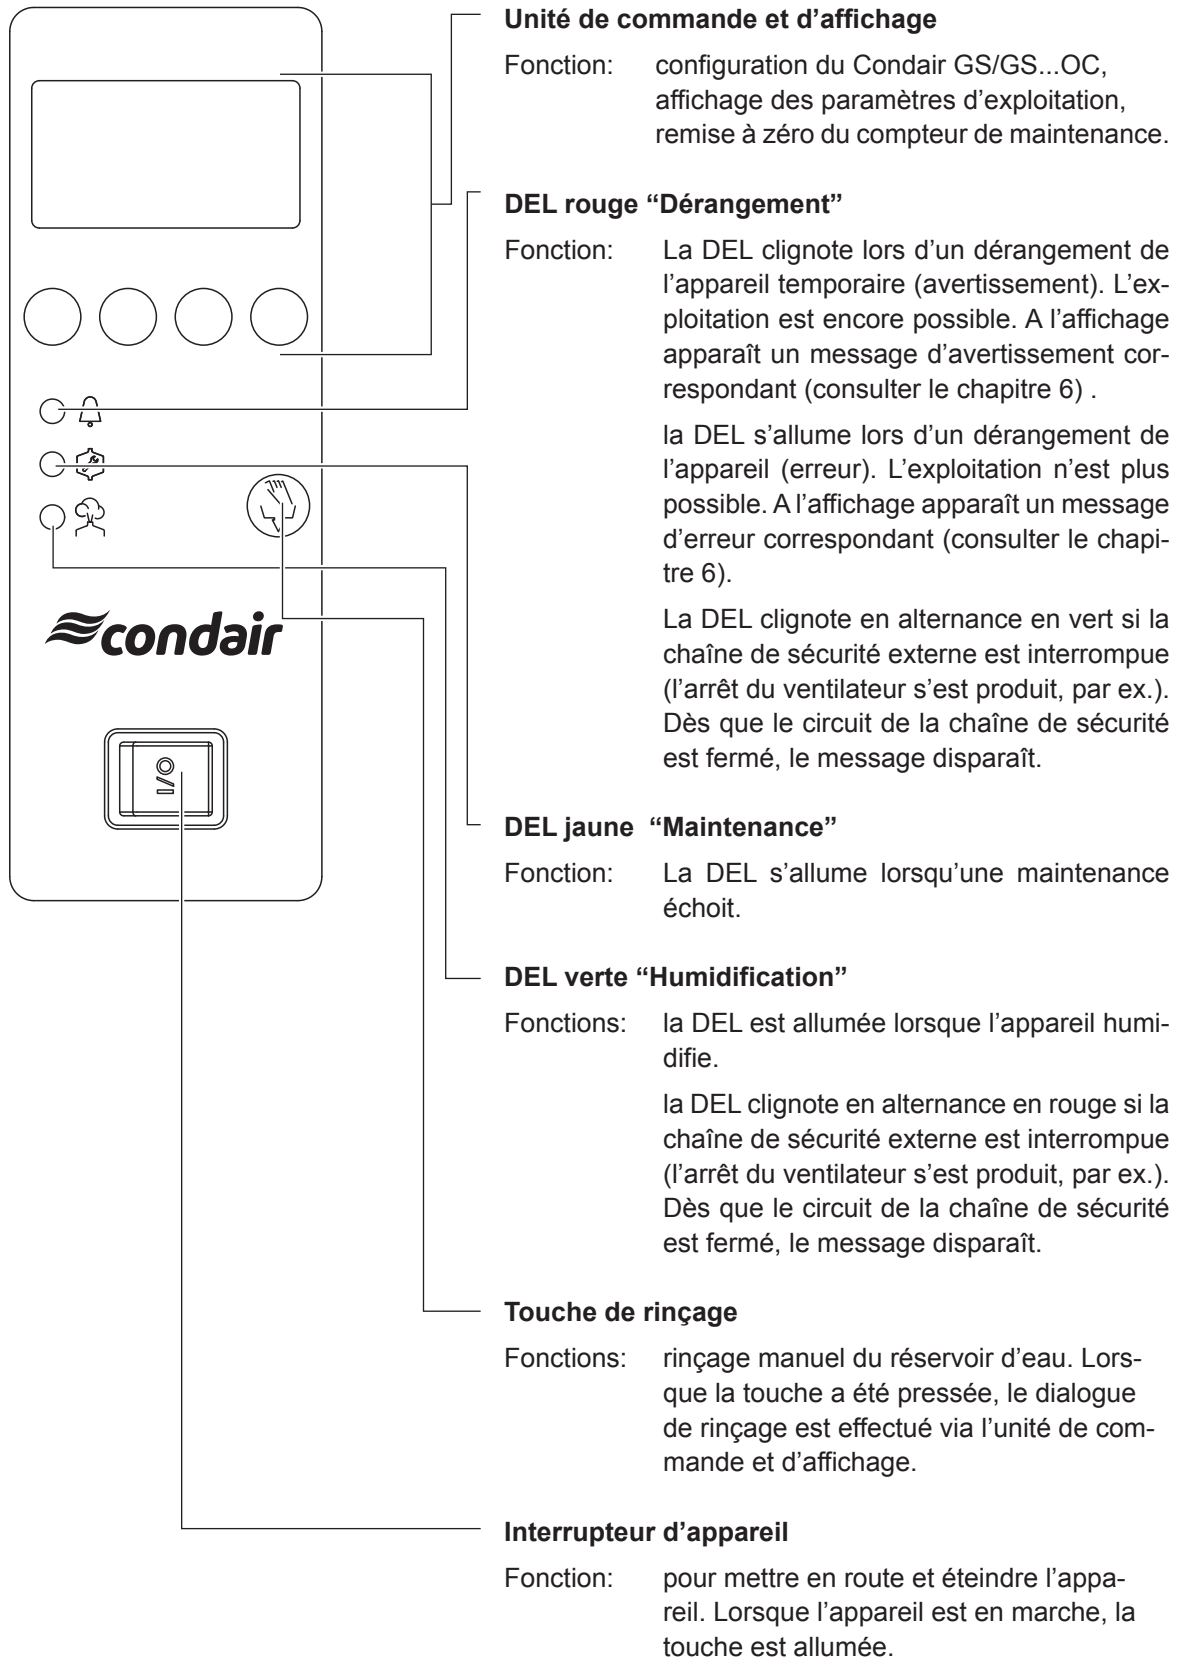 Unité de commande et d’affichage
Fonction: configuration du Condair GS/GS...OC,
affichage des paramètres d’exploitation,
remise à zéro du compteur de maintenance.
DEL rouge “Dérangement”
Fonction: La DEL clignote lors d’un dérangement de
l’appareil temporaire (avertissement). L’ex-
ploitation est encore possible. A l’affichage
apparaît un message d’avertissement cor-
respondant (consulter le chapitre 6) .
la DEL s’allume lors d’un dérangement de
l’appareil (erreur). L’exploitation n’est plus
possible. A l’affichage apparaît un message
d’erreur correspondant (consulter le chapi-
tre 6).
La DEL clignote en alternance en vert si la
chaîne de sécurité externe est interrompue
(l’arrêt du ventilateur s’est produit, par ex.).
Dès que le circuit de la chaîne de sécurité
est fermé, le message disparaît.
condair
I/O
DEL jaune “Maintenance”
Fonction: La DEL s’allume lorsqu’une maintenance
échoit.
DEL verte “Humidification”
Fonctions: la DEL est allumée lorsque l’appareil humi-
difie.
la DEL clignote en alternance en rouge si la
chaîne de sécurité externe est interrompue
(l’arrêt du ventilateur s’est produit, par ex.).
Dès que le circuit de la chaîne de sécurité
est fermé, le message disparaît.
Touche de rinçage
Fonctions: rinçage manuel du réservoir d’eau. Lors-
que la touche a été pressée, le dialogue
de rinçage est effectué via l’unité de com-
mande et d’affichage.
Interrupteur d’appareil
Fonction: pour mettre en route et éteindre l’appa-
reil. Lorsque l’appareil est en marche, la
touche est allumée.